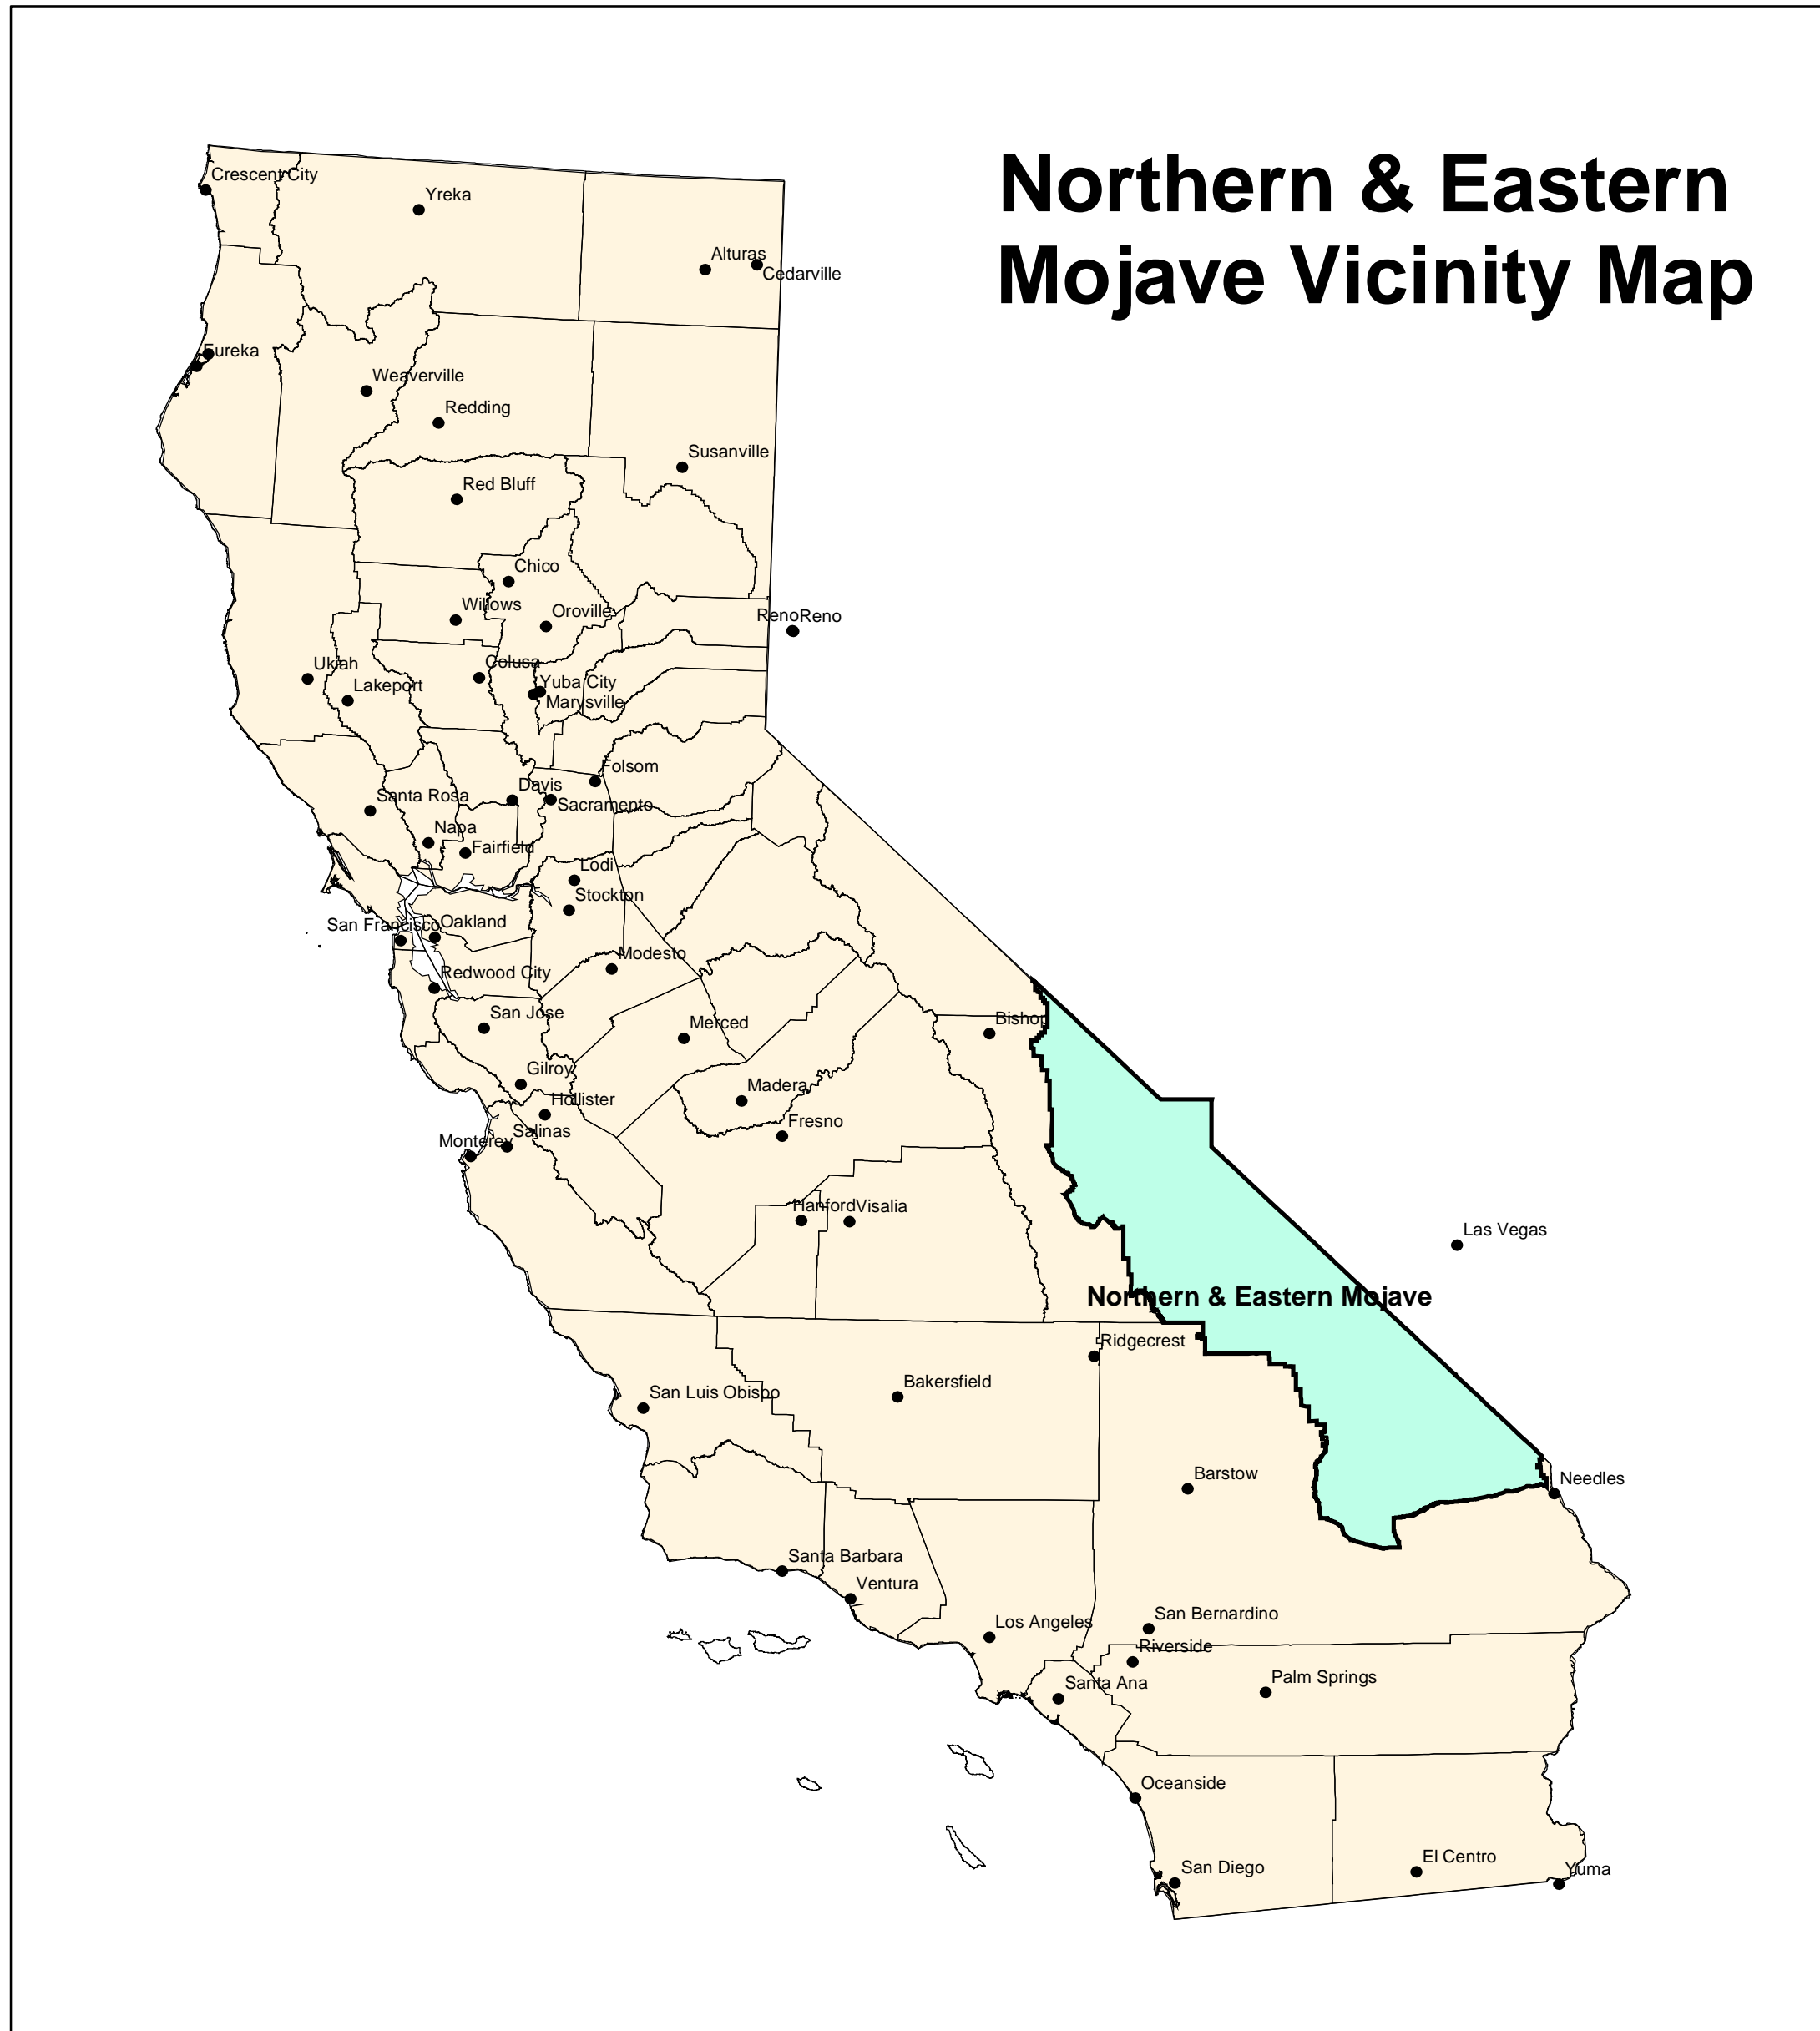 Northern & Eastern
Mojave Vicinity Map
Crescent City
Yreka
Alturas
Cedarville
Eureka
Weaverville
Redding
Susanville
Red Bluff
Chico
Willows
Oroville
RenoReno
Ukiah
Colusa
Lakeport
Yuba City
Marysville
Folsom
Davis
Santa Rosa
Sacramento
Napa
Fairfield
Lodi
Stockton
San Francisco
Oakland
Modesto
Redwood City
San Jose
Merced
Bishop
Gilroy
Madera
Hollister
Fresno
Salinas
Monterey
Hanford
Visalia
Las Vegas
Northern & Eastern Mojave
Ridgecrest
Bakersfield
San Luis Obispo
Barstow
Needles
Santa Barbara
Ventura
San Bernardino
Los Angeles
Riverside
Palm Springs
Santa Ana
Oceanside
El Centro
San Diego
Yuma